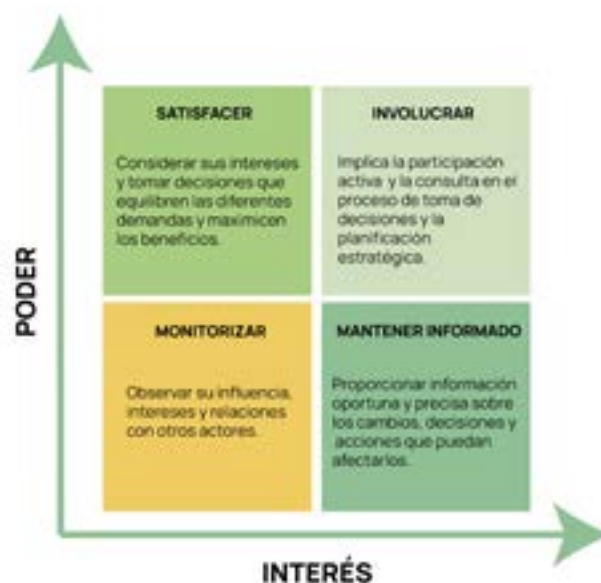 SATISFACER
Considerar sus intereses
y tomar decisiones que
equilibren las diferentes
demandas y maximicen
los beneficios.
INVOLUCRAR
Implica la participación
activa y la consulta en el
proceso de toma de
decisiones y la
planificación
estratégica.
PODER
MONITORIZAR
Observar su influencia,
intereses y relaciones
con otros actores.
MANTENER INFORMADO
Proporcionar información
oportuna y precisa sobre
los cambios, decisiones y
acciones que puedan
afectarlos.
INTERÉS